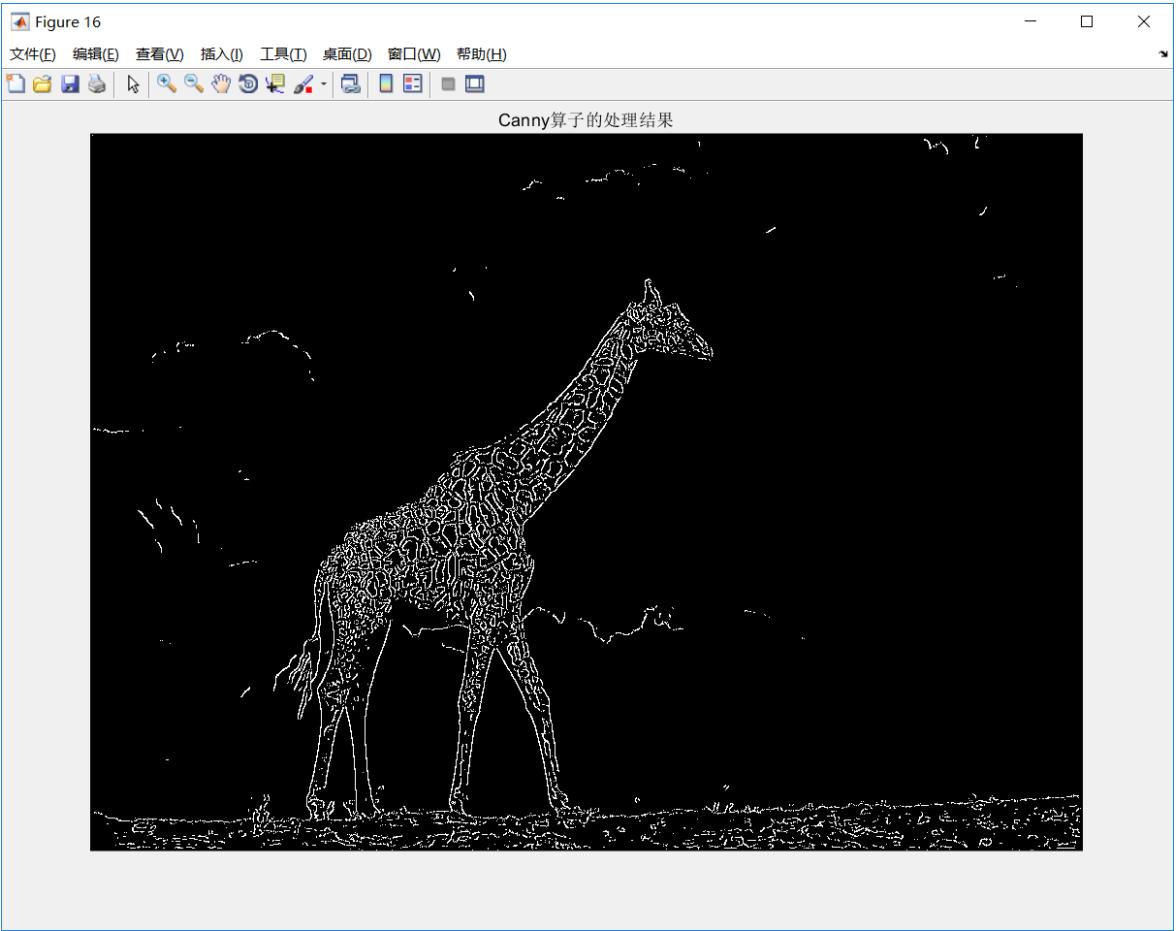 Figure 16
文件(F) 编辑(E) 查看(V) 插入(I) 工具(T) 桌面(D) 窗口(W) 帮助(H)
Canny算子的处理结果